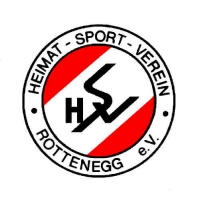 HEIMAT - SPORT - VEREIN
HSV
· ROTTENEGG e.V. ·